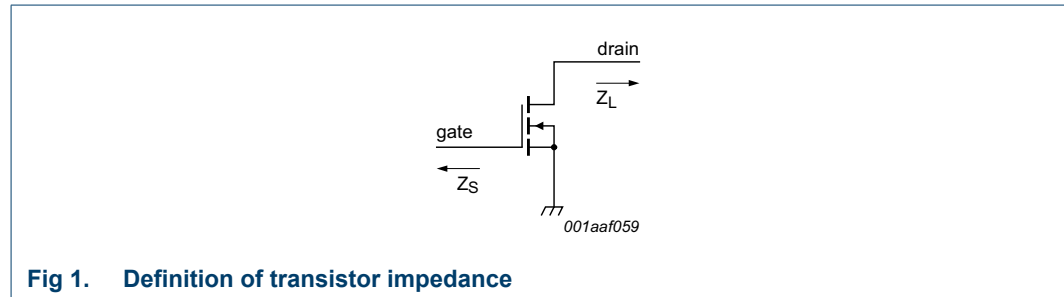 drain
Z_L
gate
Z_S
001aaf059
Fig 1. Definition of transistor impedance